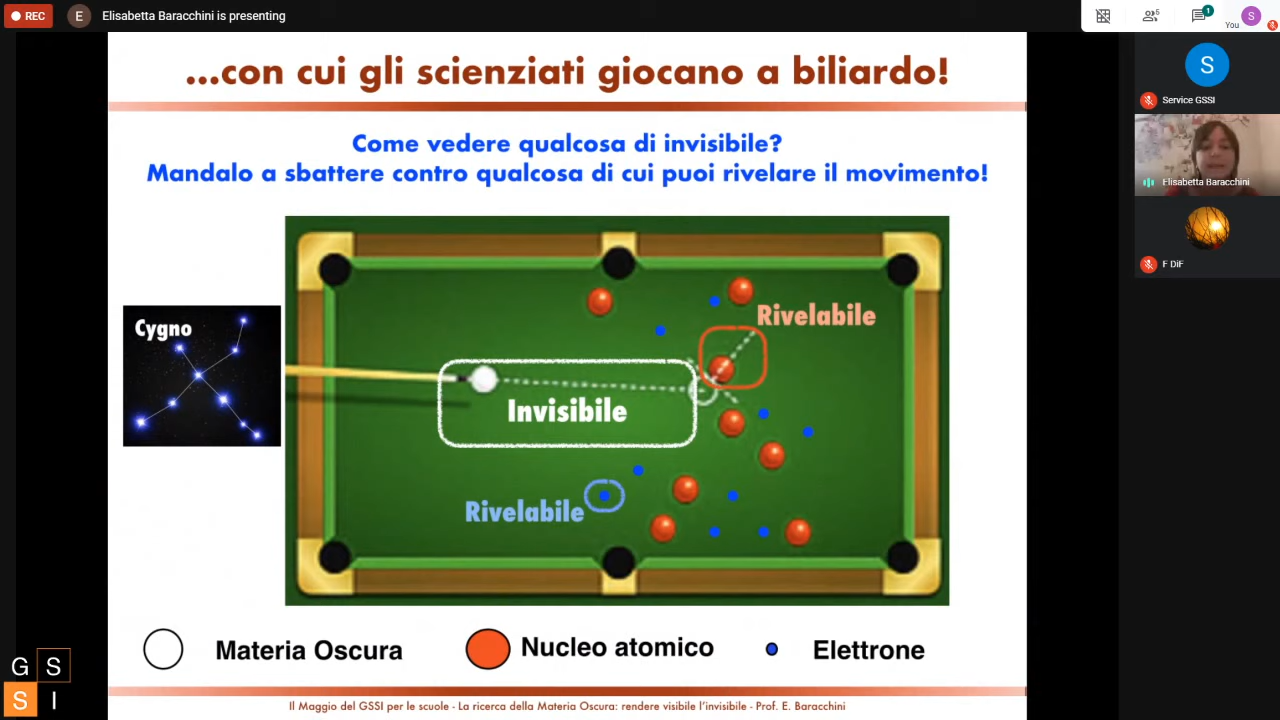 REC
E
Elisabetta Baracchini is presenting
6
1
S
You
...con cui gli scienziati giocano a biliardo!
Come vedere qualcosa di invisibile?
Mandalo a sbattere contro qualcosa di cui puoi rivelare il movimento!
S
Service GSSI
Elisabetta Baracchini
F DiF
Cygno
Rivelabile
Invisibile
Rivelabile
Materia Oscura
Nucleo atomico
Elettrone
G S
S I
Il Maggio del GSSI per le scuole - La ricerca della Materia Oscura: rendere visibile l'invisibile - Prof. E. Baracchini